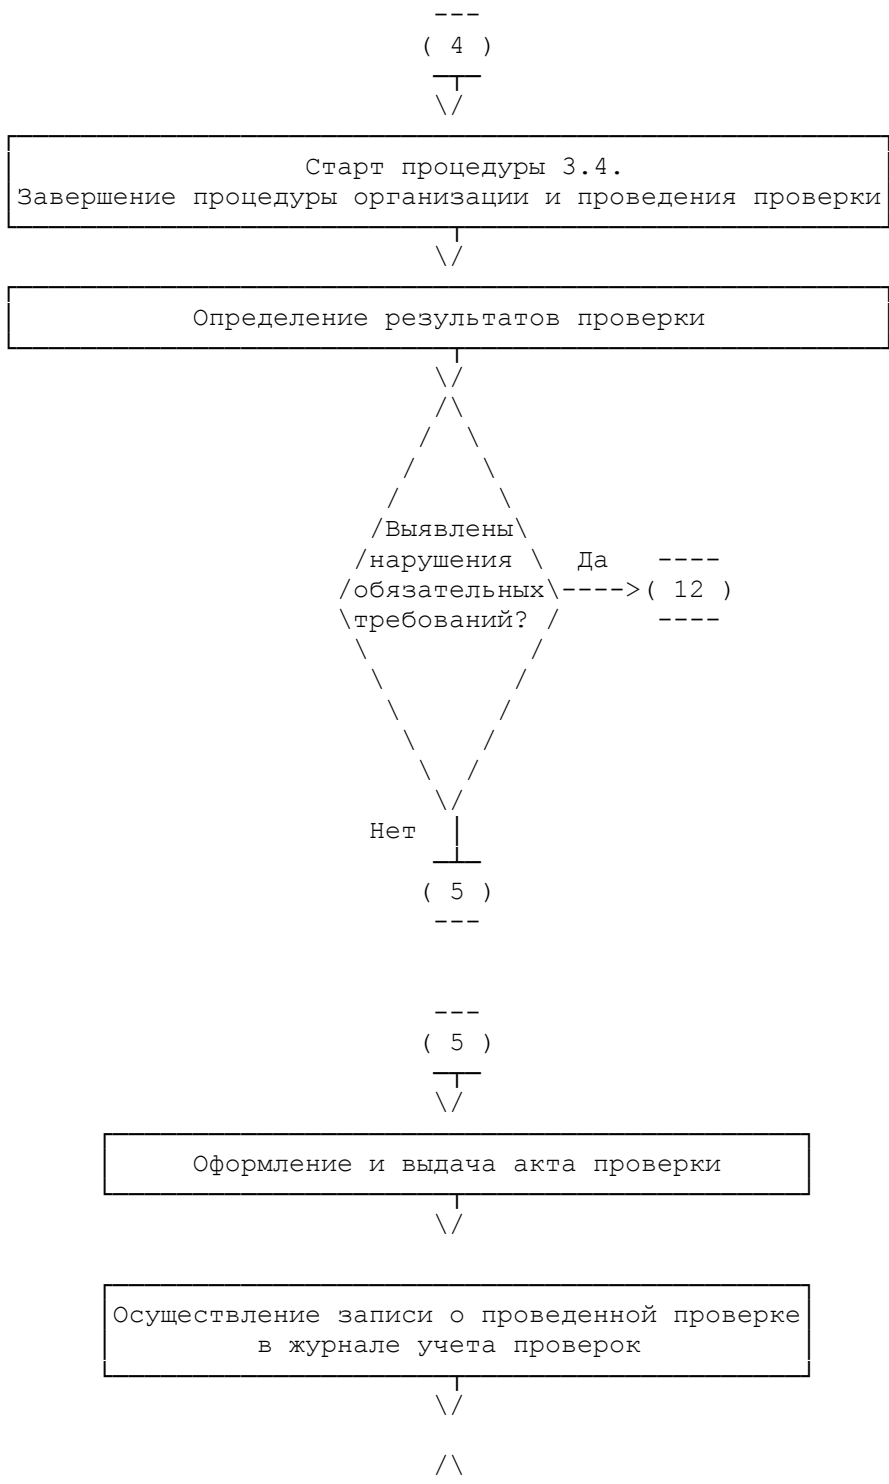 ( 4 )
Старт процедуры 3.4.
Завершение процедуры организации и проведения проверки
Определение результатов проверки
Выявлены
нарушения Да
обязательных ( 12 )
требований?
Нет
( 5 )
( 5 )
Оформление и выдача акта проверки
Осуществление записи о проведенной проверке
в журнале учета проверок